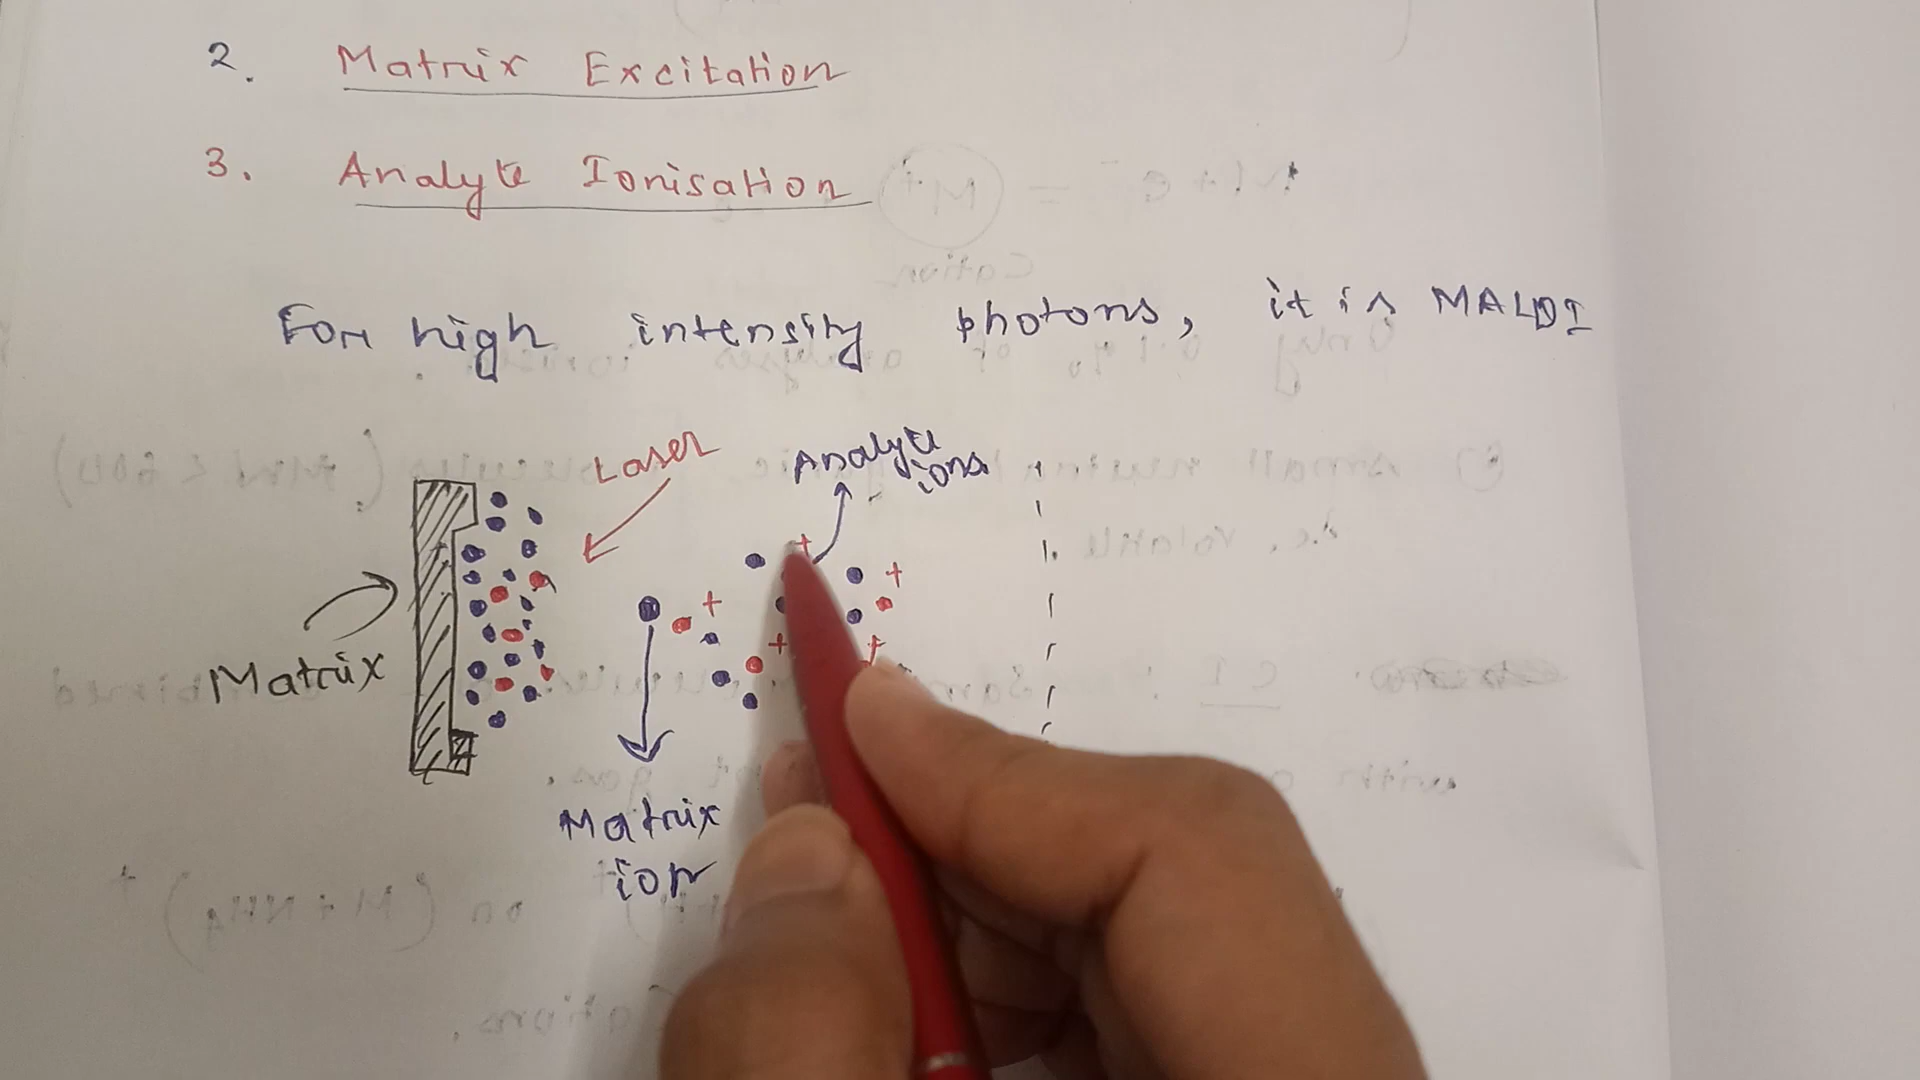 2. Matrix Excitation
3. Analyte Ionisation
For high intensity photons, it is MALDI
Laser
Analyte
ions
Matrix
Matrix
ion